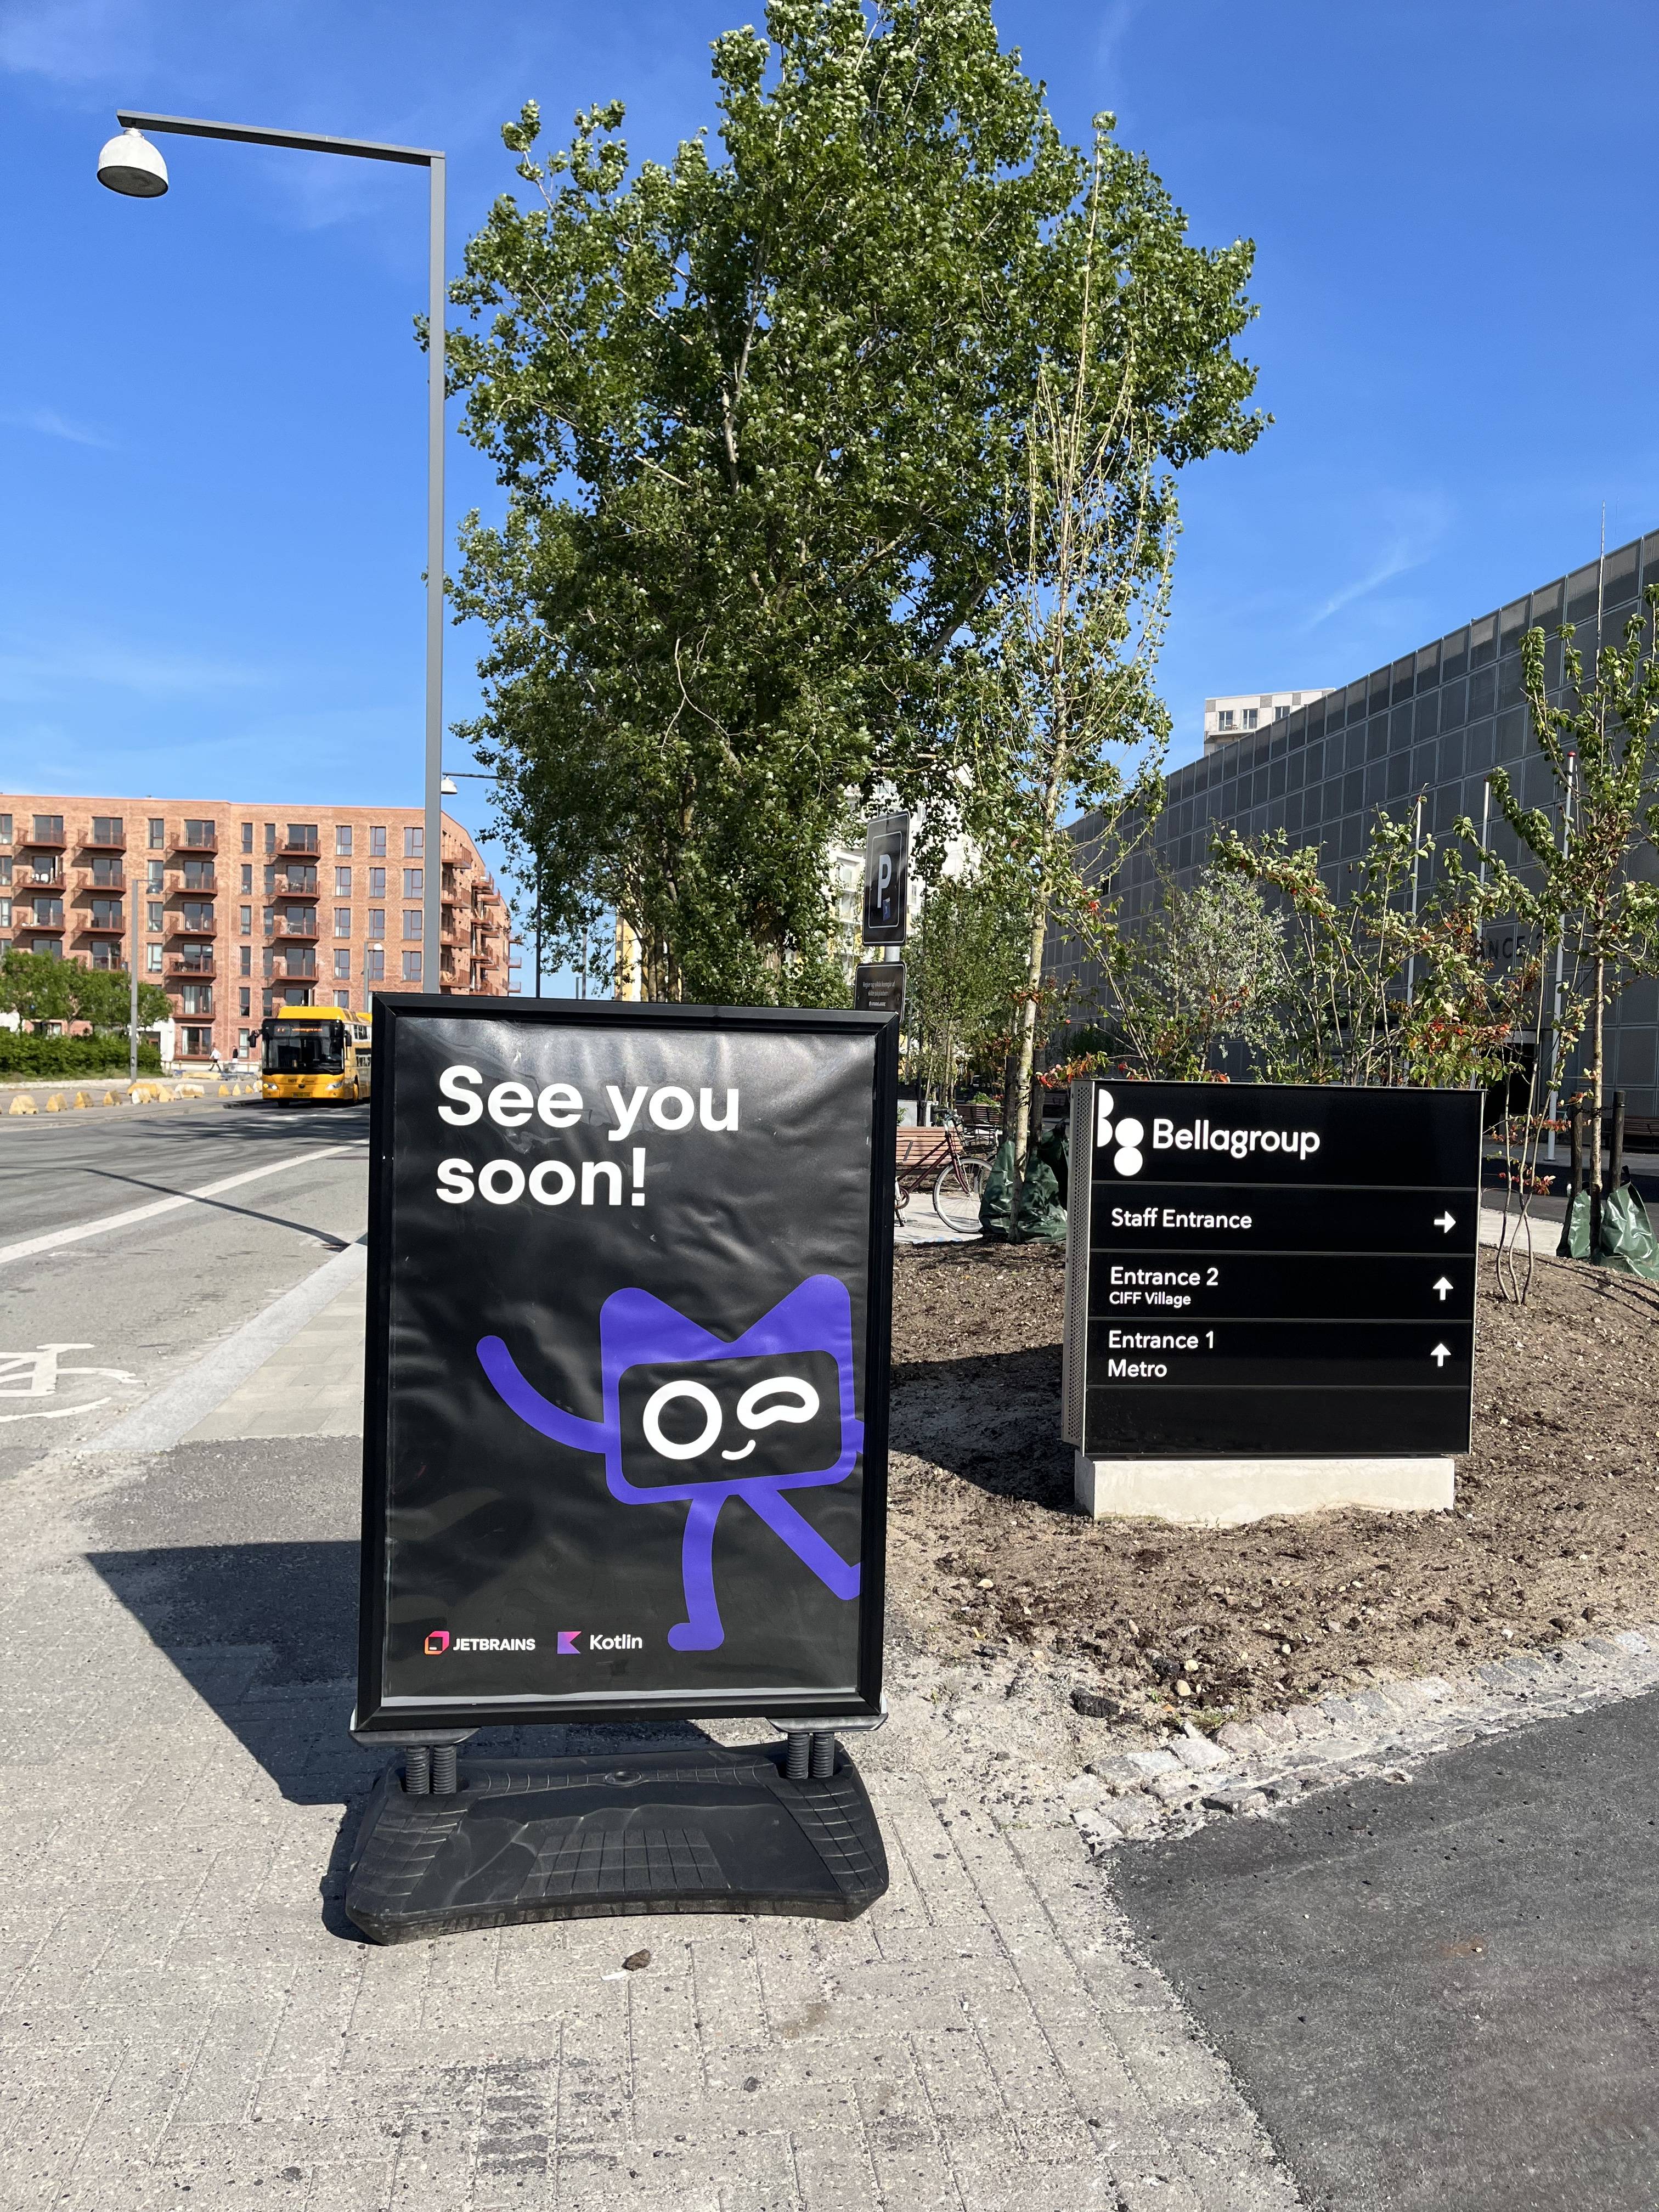 P
See you
soon!
JETBRAINS
Kotlin
Bellagroup
Staff Entrance
Entrance 2
CIFF Village
Entrance 1
Metro